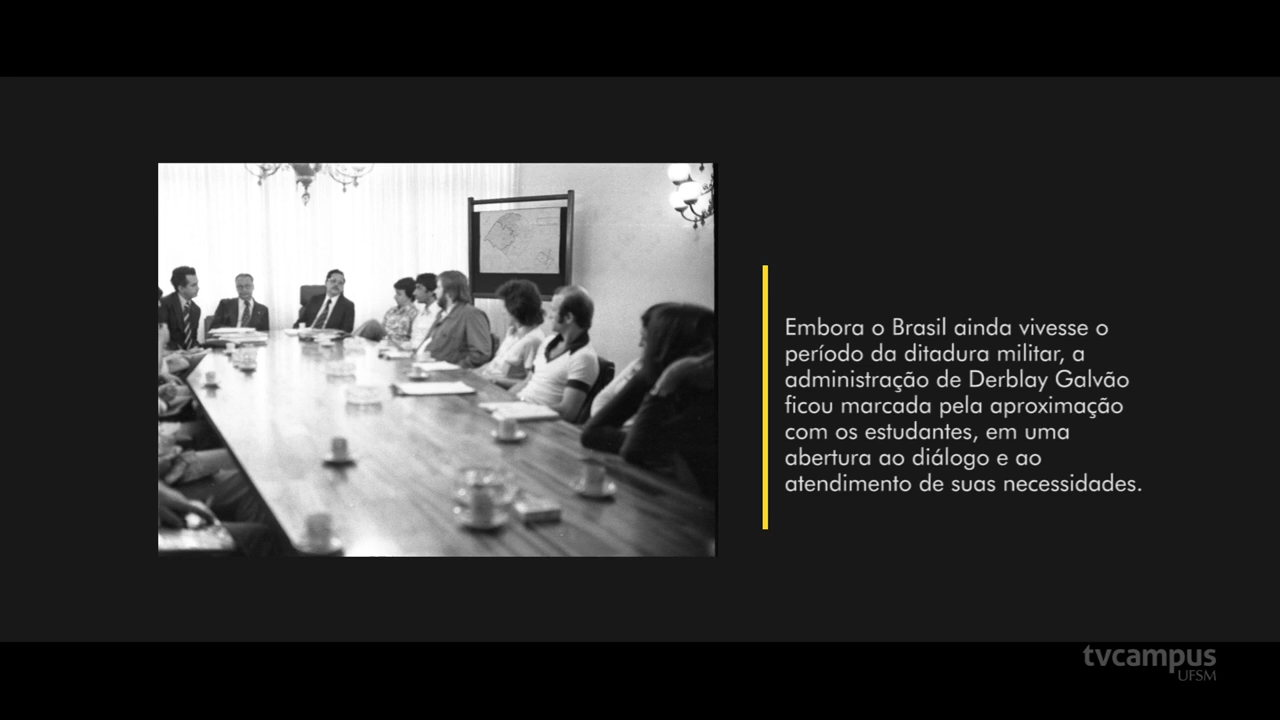 Embora o Brasil ainda vivesse o
período da ditadura militar, a
administração de Derblay Galvão
ficou marcada pela aproximação
com os estudantes, em uma
abertura ao diálogo e ao
atendimento de suas necessidades.
tvcampus
UFSM